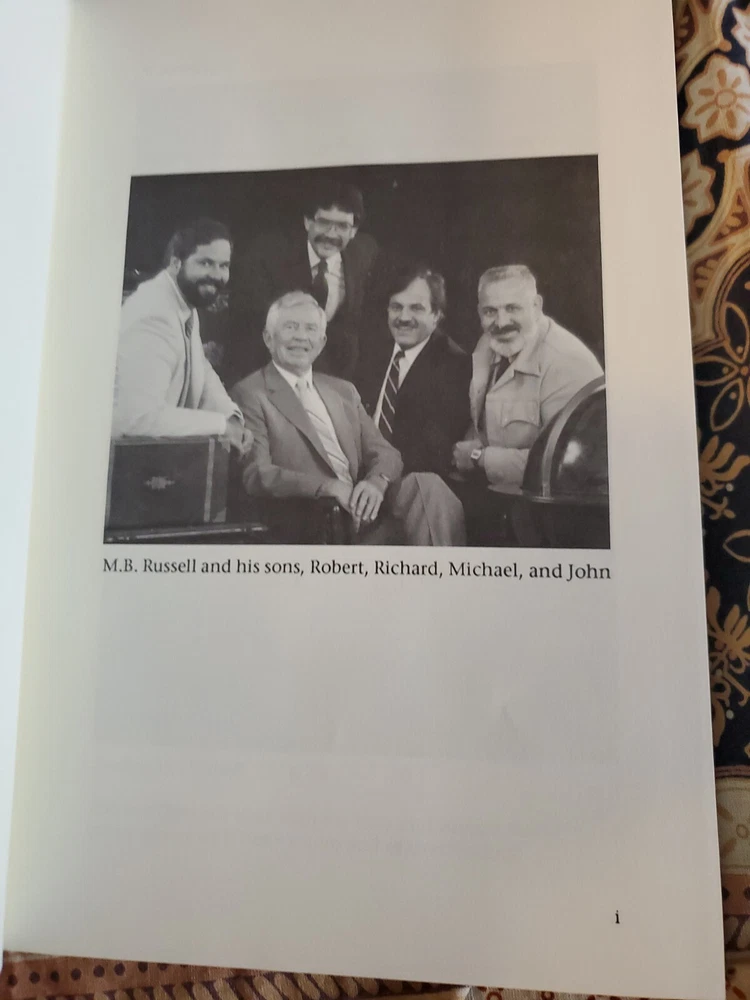 M.B. Russell and his sons, Robert, Richard, Michael, and John
i